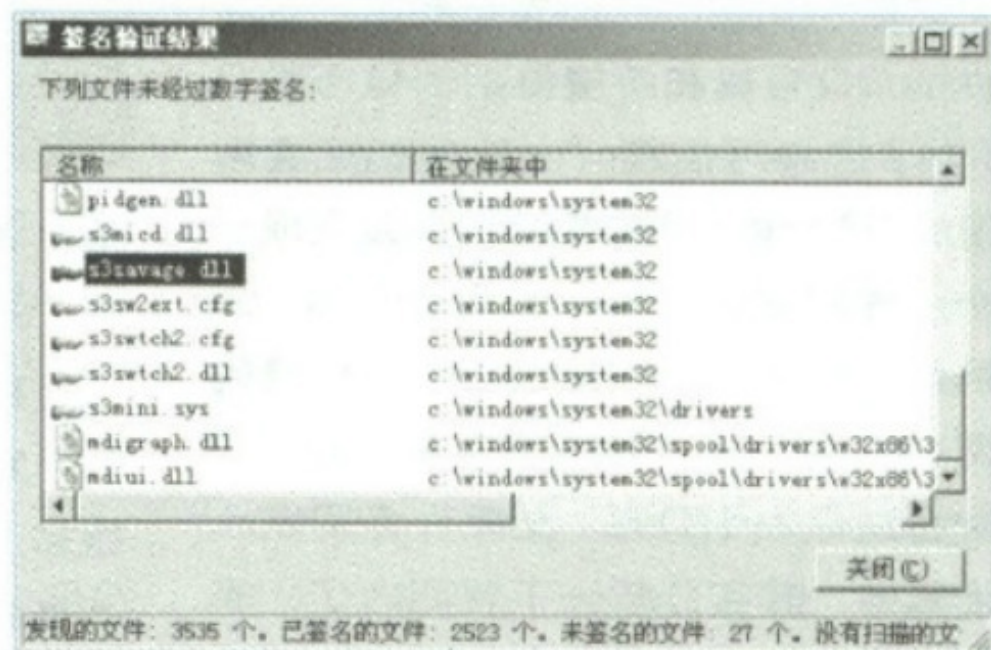 签名验证结果
下列文件未经过数字签名:
名称 在文件夹中
pidgen.dll c:\windows\system32
s3micd.dll c:\windows\system32
s3savage.dll c:\windows\system32
s3sw2ext.cfg c:\windows\system32
s3swtch2.cfg c:\windows\system32
s3swtch2.dll c:\windows\system32
s3mini.sys c:\windows\system32\drivers
mdigraph.dll c:\windows\system32\spool\drivers\w32x86\3
mdiui.dll c:\windows\system32\spool\drivers\w32x86\3
关闭(C)
发现的文件: 3535 个。已签名的文件: 2523 个。未签名的文件: 27 个。没有扫描的文